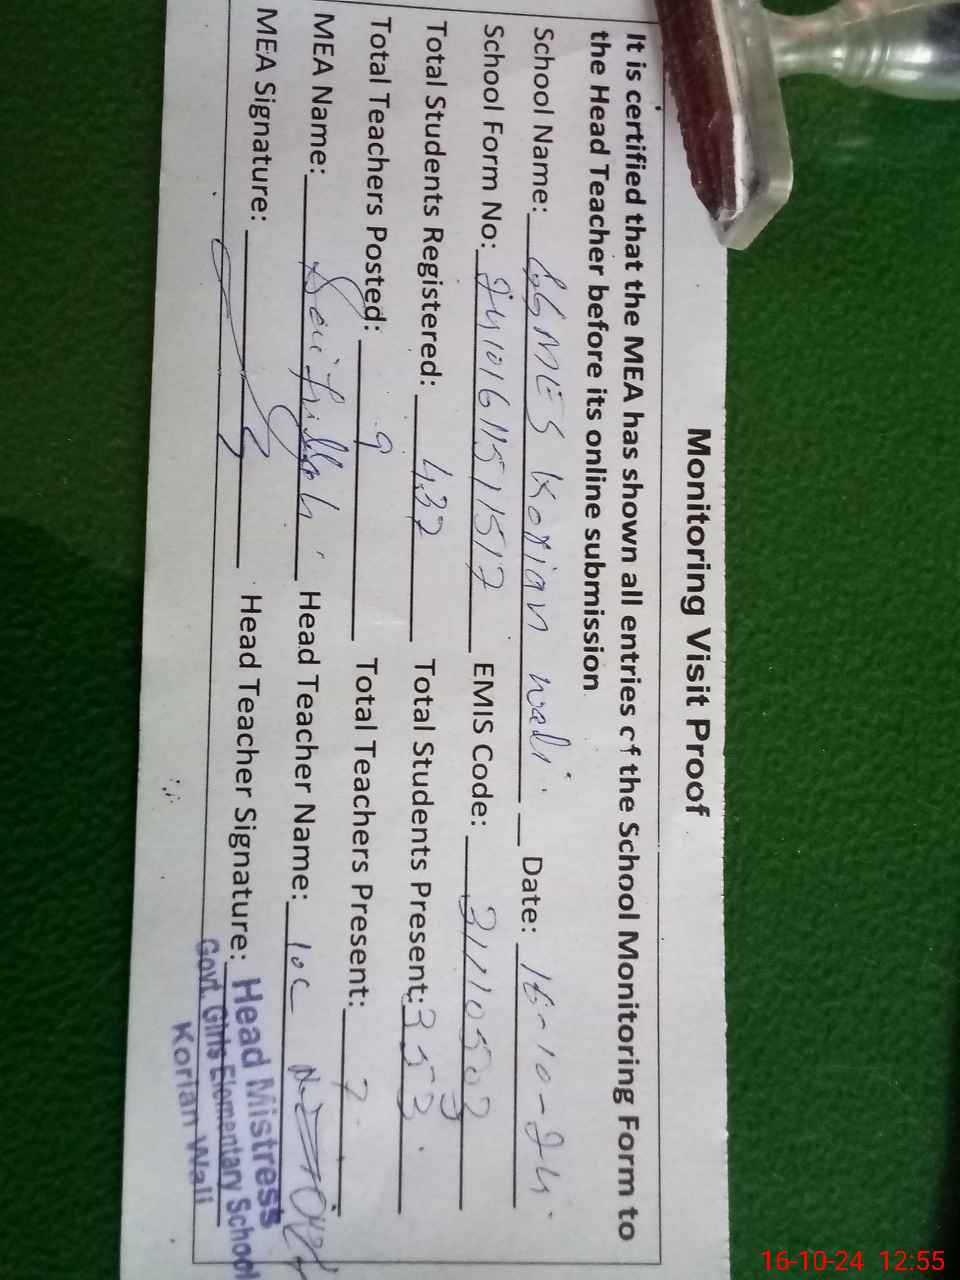 Monitoring Visit Proof
It is certified that the MEA has shown all entries of the School Monitoring Form to
the Head Teacher before its online submission
School Name: GGMES Korian wali. Date: 16-10-24
School Form No: EMIS Code:
Total Students Registered: 437 Total Students Present: 353
Total Teachers Posted: 9 Total Teachers Present: 7
MEA Name: Head Teacher Name:
MEA Signature: Head Teacher Signature:
Head Mistress
Govt. Girls Elementary School
Korian Wali
16-10-24 12:55